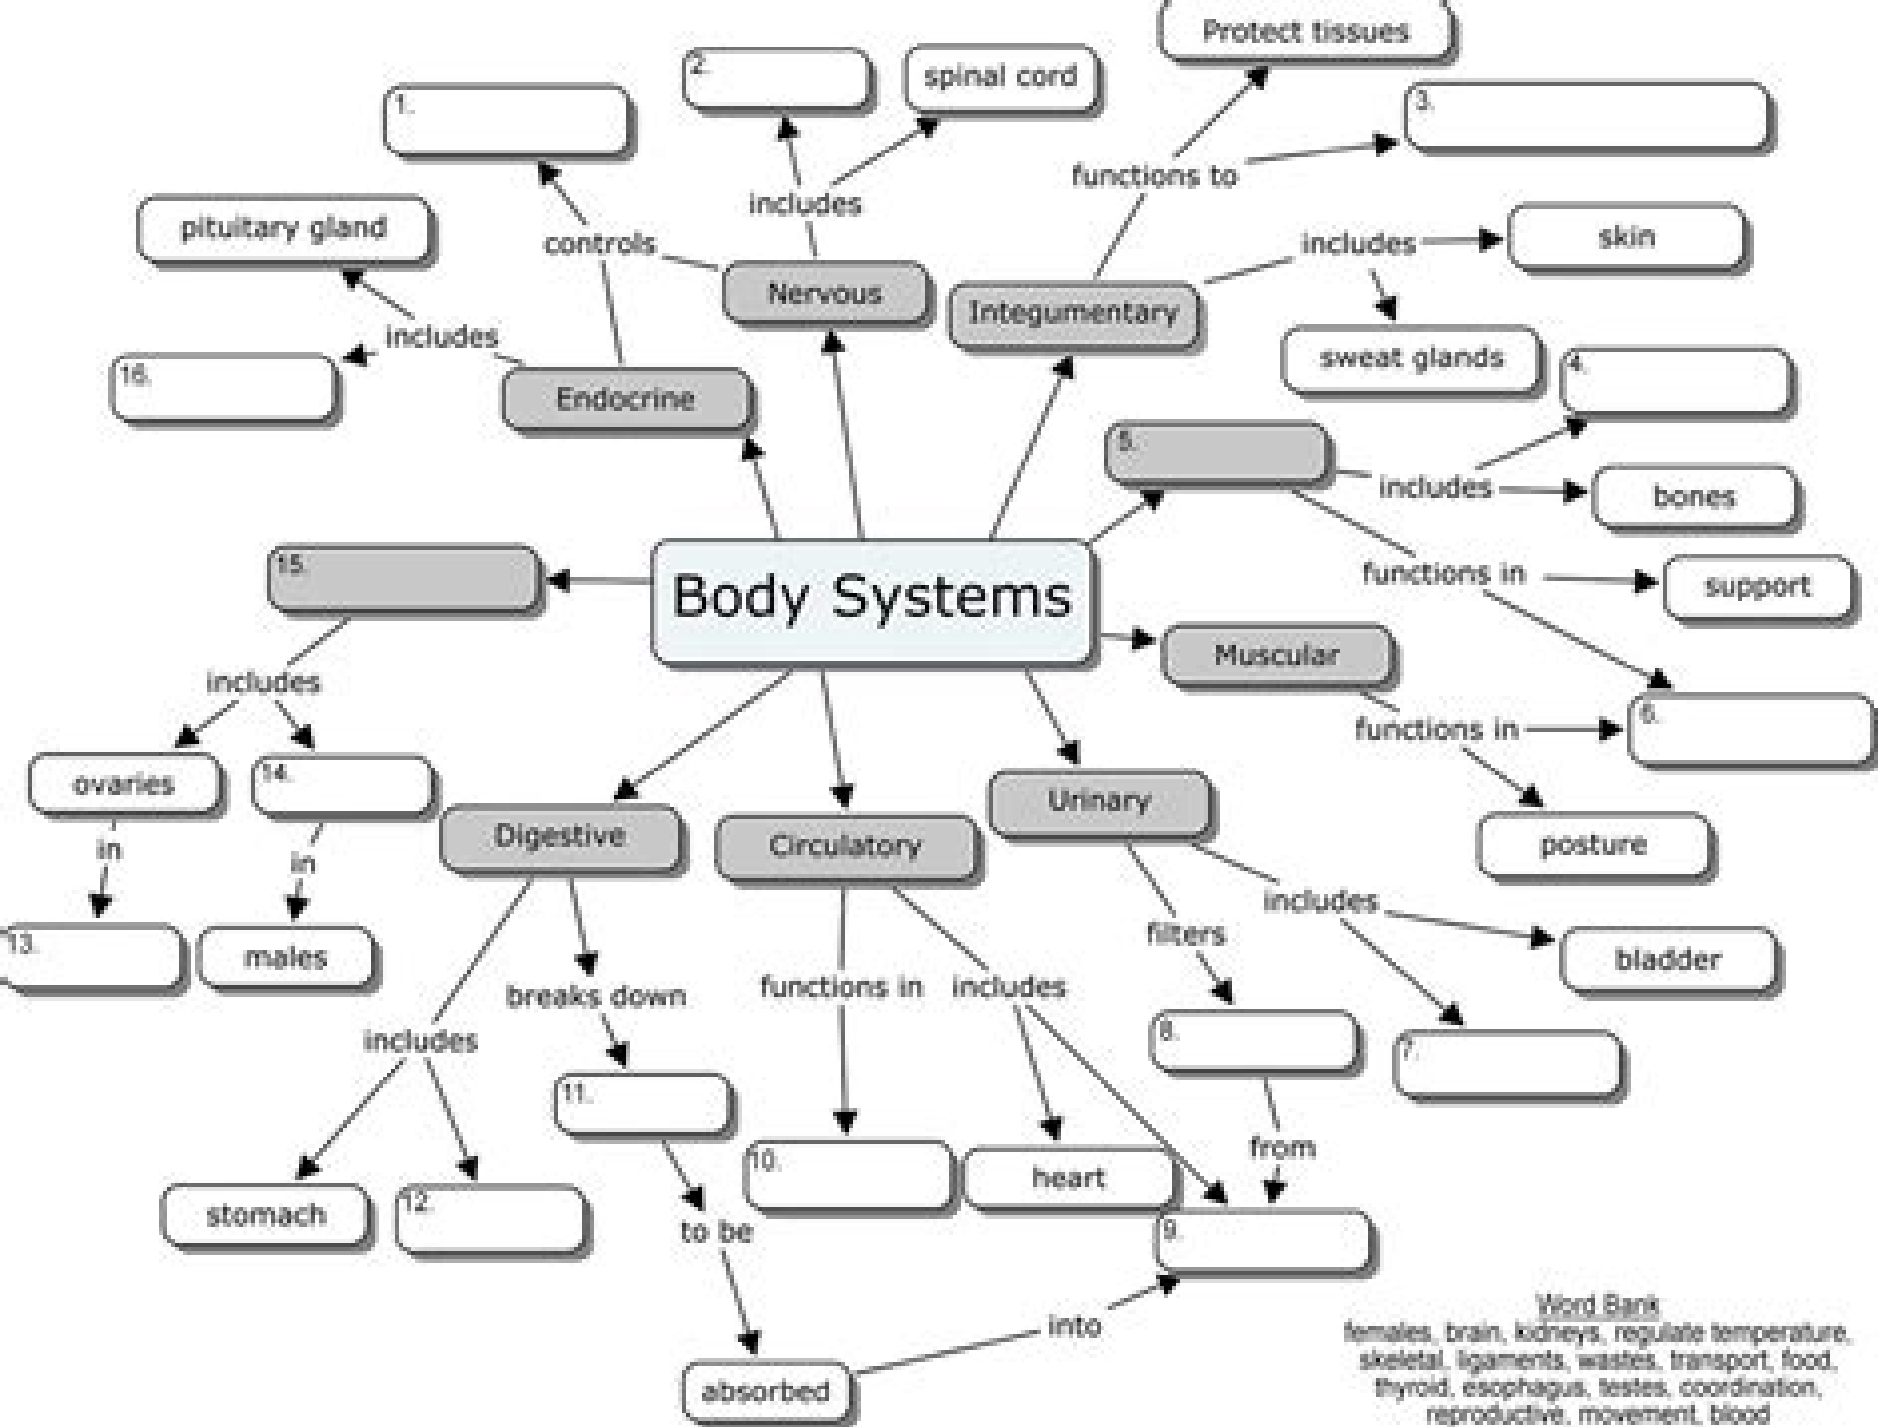 Protect tissues
2.
spinal cord
1.
3.
functions to
includes
pituitary gland
controls
includes
skin
Nervous
Integumentary
includes
sweat glands
16.
Endocrine
4.
5.
includes
bones
15.
Body Systems
functions in
support
Muscular
includes
functions in
6.
ovaries
14.
Digestive
Circulatory
Urinary
posture
in
in
includes
filters
13.
males
bladder
breaks down
functions in
includes
includes
8.
7.
11.
from
10.
heart
stomach
12.
to be
9.
into
absorbed
Word Bank
females, brain, kidneys, regulate temperature,
skeletal, ligaments, wastes, transport, food,
thyroid, esophagus, testes, coordination,
reproductive, movement, blood